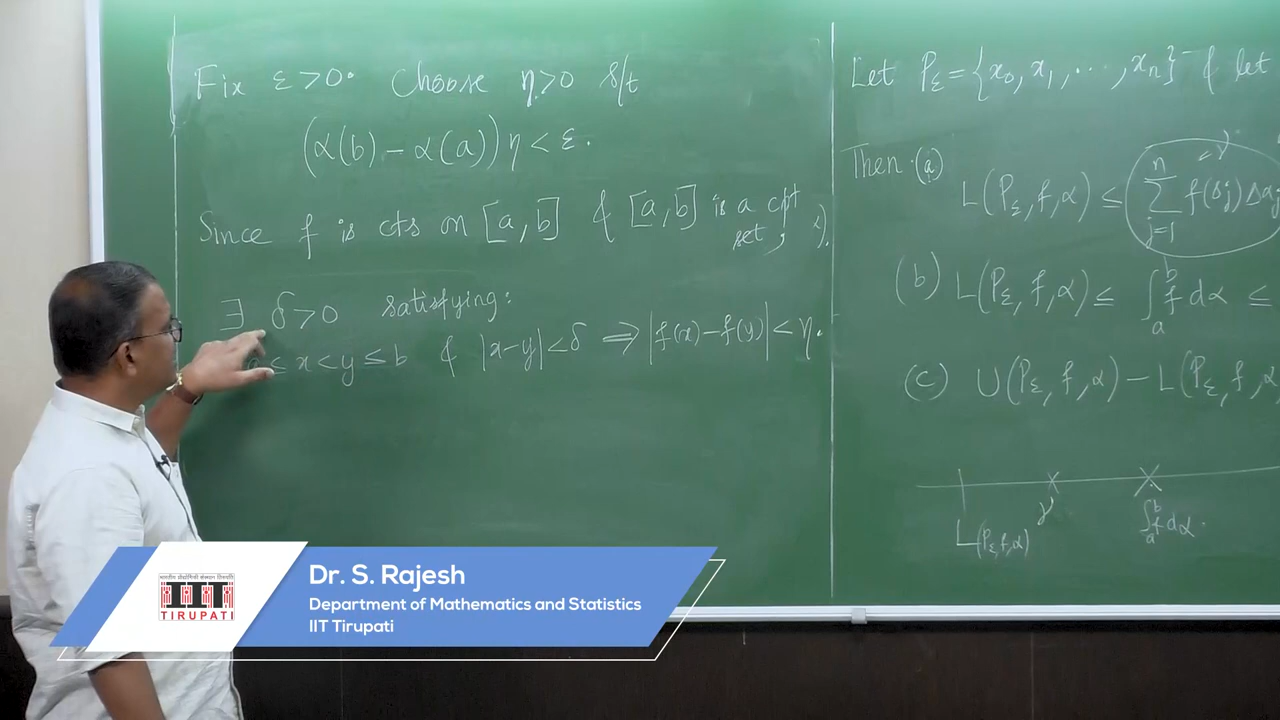 Fix ε > 0. Choose η > 0 s/t
(α(b) − α(a)) η < ε.
Since f is cts on [a, b] & [a, b] is a cpt
set,
∃ δ > 0 satisfying:
≤ x < y ≤ b & |x−y| < δ ⟹ |f(x)−f(y)| < η.
Let P_ε = {x_0, x_1, ..., x_n} & let
Then (a)
L(P_ε, f, α) ≤ ∑_{j=1}^{n} f(s_j) Δα_j
= γ
(b) L(P_ε, f, α) ≤ ∫_a^b f dα ≤
(c) U(P_ε, f, α) − L(P_ε, f, α
L(P_ε, f, α)
γ
∫_a^b f dα.
Dr. S. Rajesh
Department of Mathematics and Statistics
IIT Tirupati
TIRUPATI